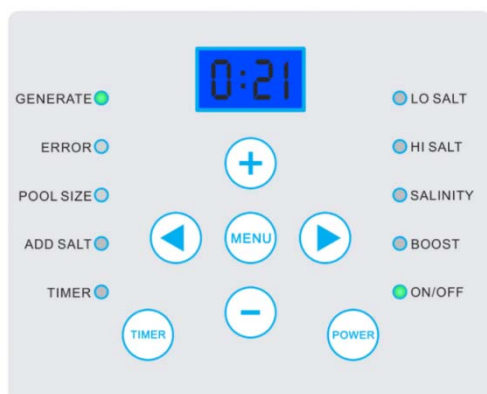 0:21
GENERATE
LO SALT
ERROR
HI SALT
POOL SIZE
MENU
SALINITY
ADD SALT
BOOST
TIMER
ON/OFF
TIMER
POWER